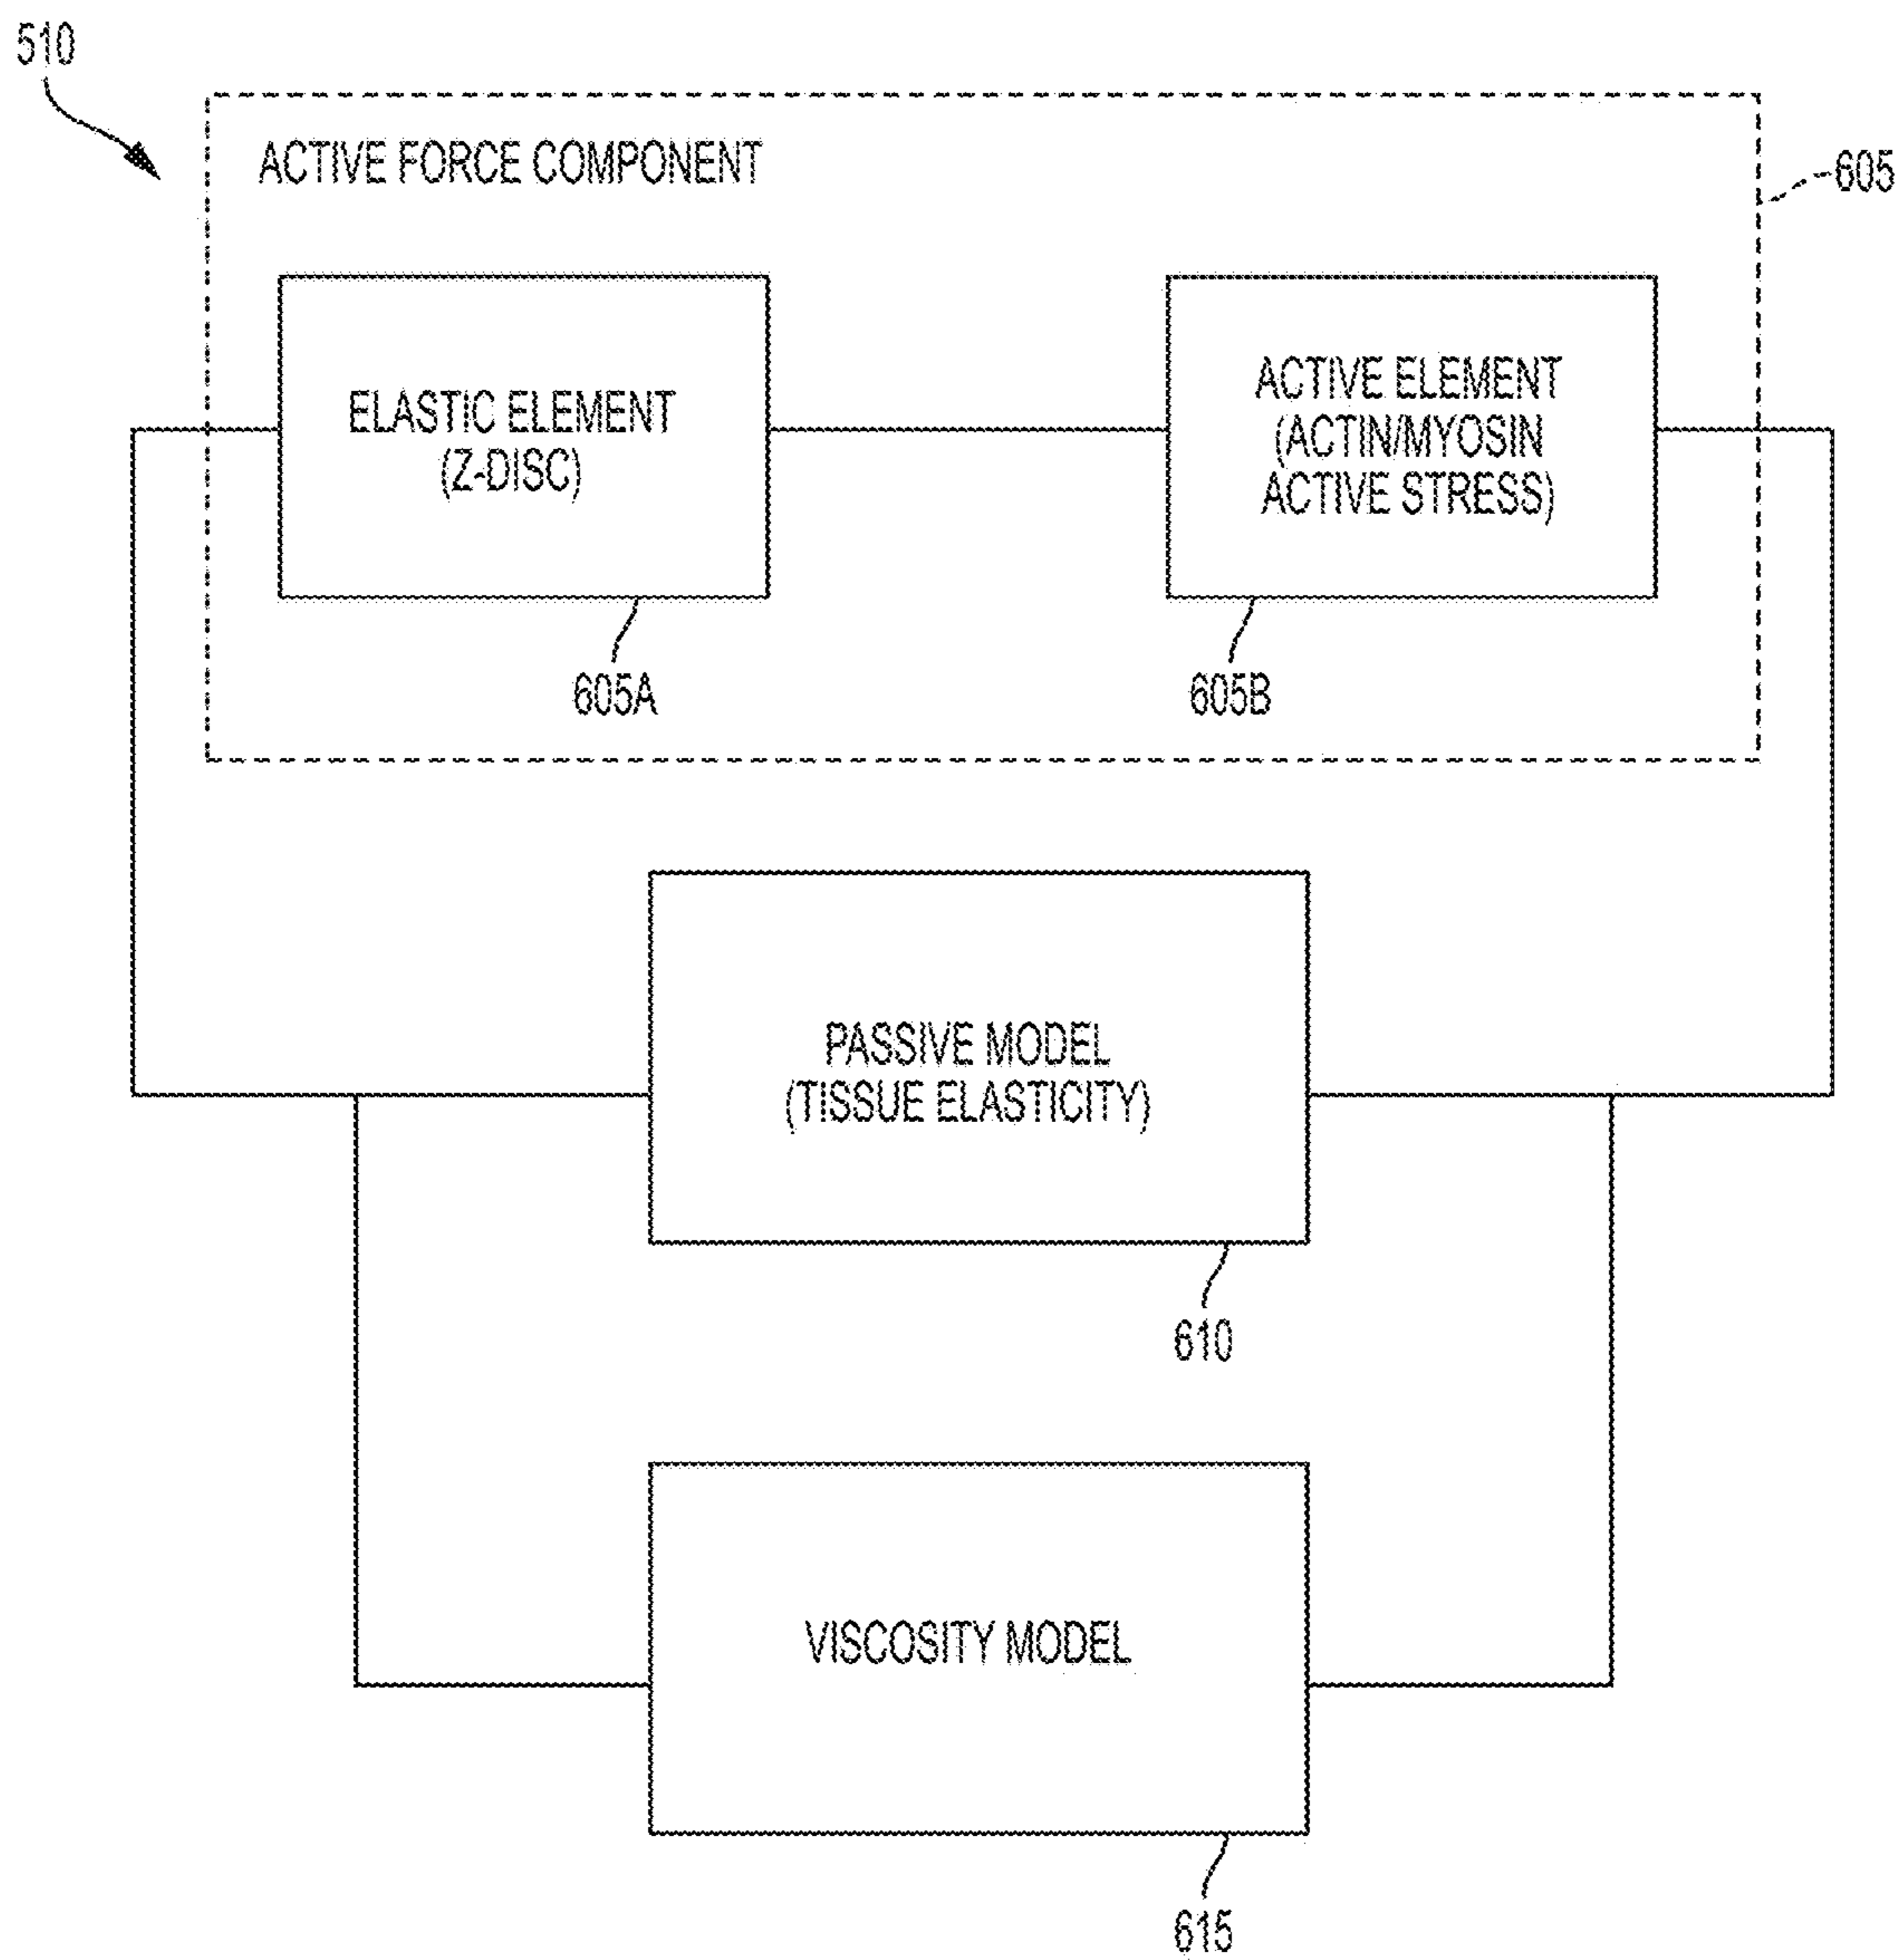 510
ACTIVE FORCE COMPONENT
605
ELASTIC ELEMENT
(Z-DISC)
ACTIVE ELEMENT
(ACTIN/MYOSIN
ACTIVE STRESS)
605A
605B
PASSIVE MODEL
(TISSUE ELASTICITY)
610
VISCOSITY MODEL
615